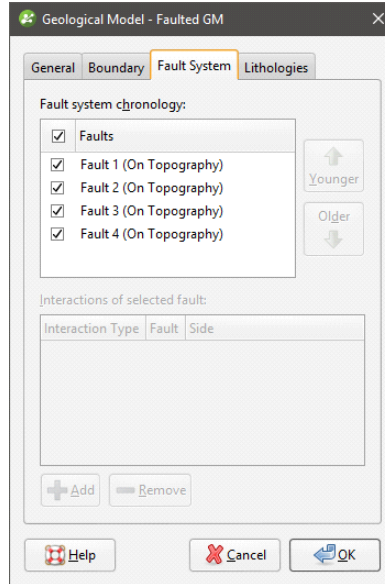 Geological Model - Faulted GM
General Boundary Fault System Lithologies
Fault system chronology:
Faults
Fault 1 (On Topography)
Fault 2 (On Topography)
Fault 3 (On Topography)
Fault 4 (On Topography)
Younger
Older
Interactions of selected fault:
Interaction Type Fault Side
Add Remove
Help Cancel OK